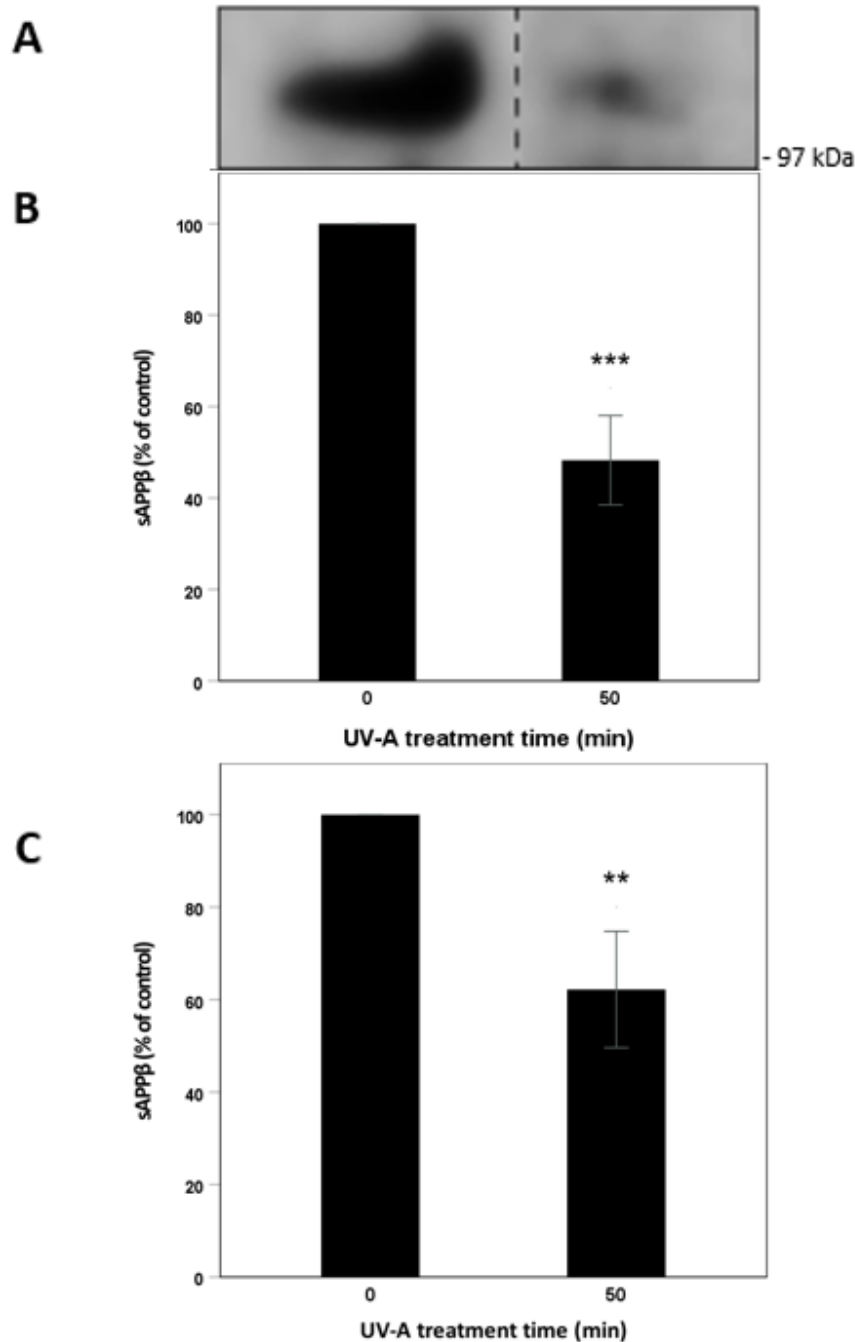 A
- 97 kDa
B
100
80
60
40
20
0
sAPPβ (% of control)
***
0 50
UV-A treatment time (min)
C
100
80
60
40
20
0
sAPPβ (% of control)
**
0 50
UV-A treatment time (min)